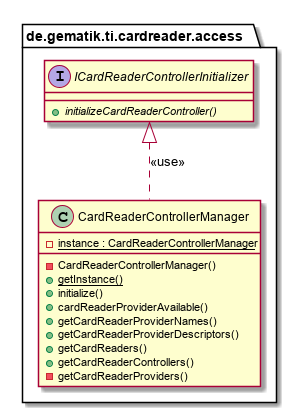 de.gematik.ti.cardreader.access
I ICardReaderControllerInitializer
initializeCardReaderController()
«use»
C CardReaderControllerManager
instance : CardReaderControllerManager
CardReaderControllerManager()
getInstance()
initialize()
cardReaderProviderAvailable()
getCardReaderProviderNames()
getCardReaderProviderDescriptors()
getCardReaders()
getCardReaderControllers()
getCardReaderProviders()